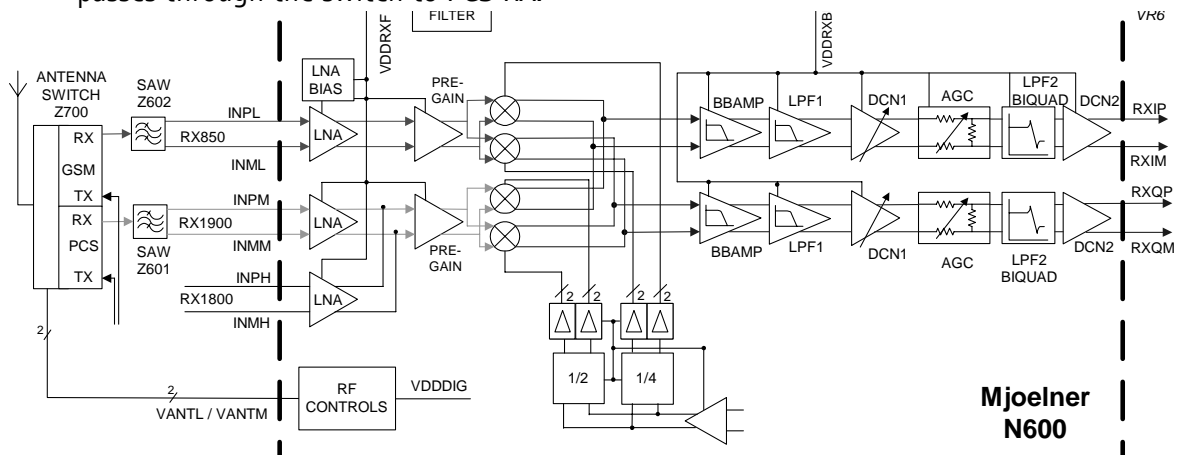 passes through the switch to PCS RX.
FILTER
VDDRXF
VDDRXB
VR6
ANTENNA
SWITCH
Z700
SAW
Z602
LNA
BIAS
PRE-
GAIN
BBAMP
LPF1
DCN1
AGC
LPF2
BIQUAD
DCN2
RXIP
RXIM
RX
GSM
TX
RX
PCS
TX
INPL
RX850
INML
LNA
INPM
RX1900
INMM
SAW
Z601
LNA
PRE-
GAIN
INPH
RX1800
INMH
LNA
BBAMP
LPF1
DCN1
AGC
LPF2
BIQUAD
DCN2
RXQP
RXQM
2
2
2
2
2
1/2
1/4
2
VANTL / VANTM
RF
CONTROLS
VDDDIG
Mjoelner
N600